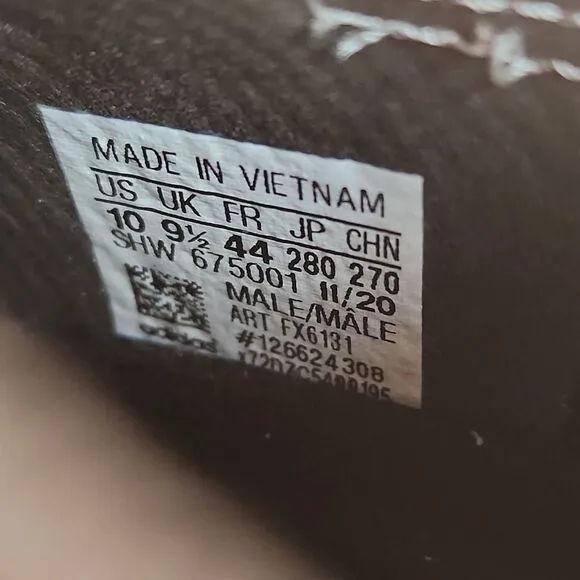 MADE IN VIETNAM
US UK FR JP CHN
10 9½ 44 280 270
SHW 675001 11/20
MALE/MÂLE
ART FX6131
#126624308
adidas